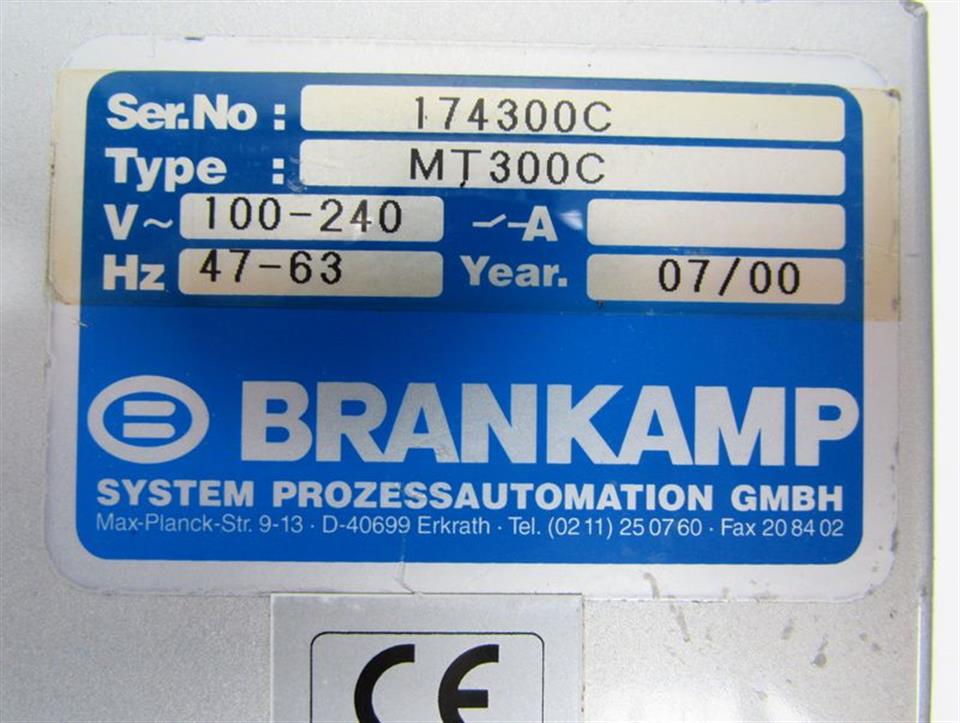 Ser.No : 174300C
Type : MT300C
V~ 100-240 A
Hz 47-63 Year. 07/00
B BRANKAMP
SYSTEM PROZESSAUTOMATION GMBH
Max-Planck-Str. 9-13 · D-40699 Erkrath · Tel. (02 11) 25 07 60 · Fax 20 84 02
CE